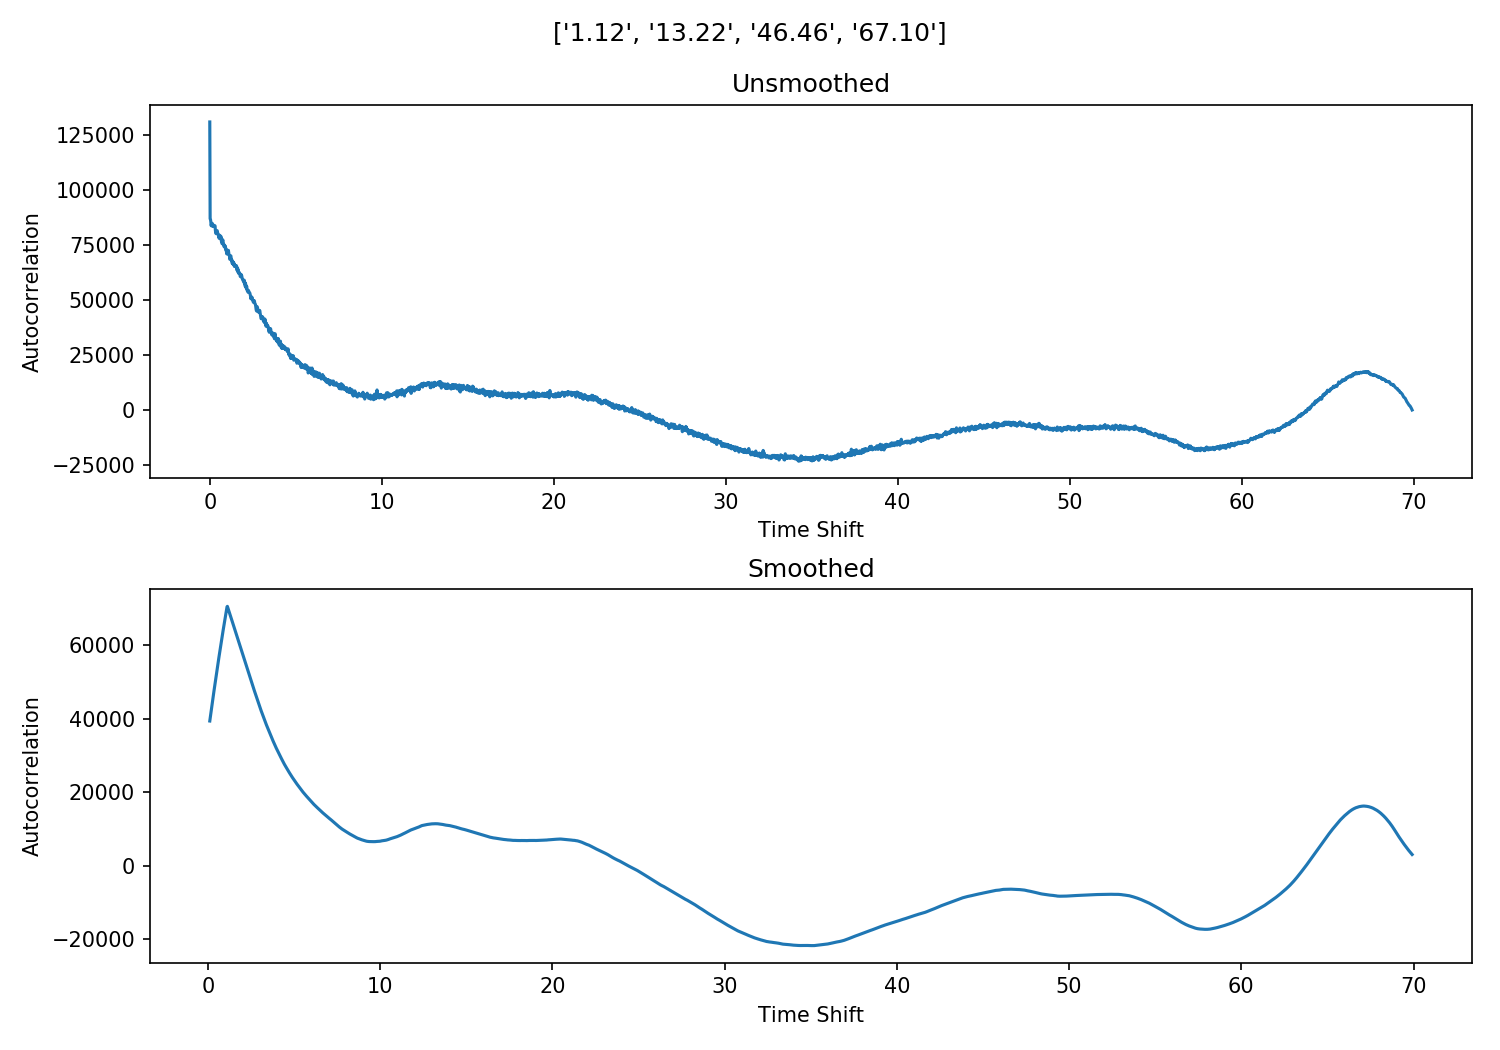 ['1.12', '13.22', '46.46', '67.10']
Unsmoothed
Autocorrelation
125000
100000
75000
50000
25000
0
−25000
0 10 20 30 40 50 60 70
Time Shift
Smoothed
Autocorrelation
60000
40000
20000
0
−20000
0 10 20 30 40 50 60 70
Time Shift